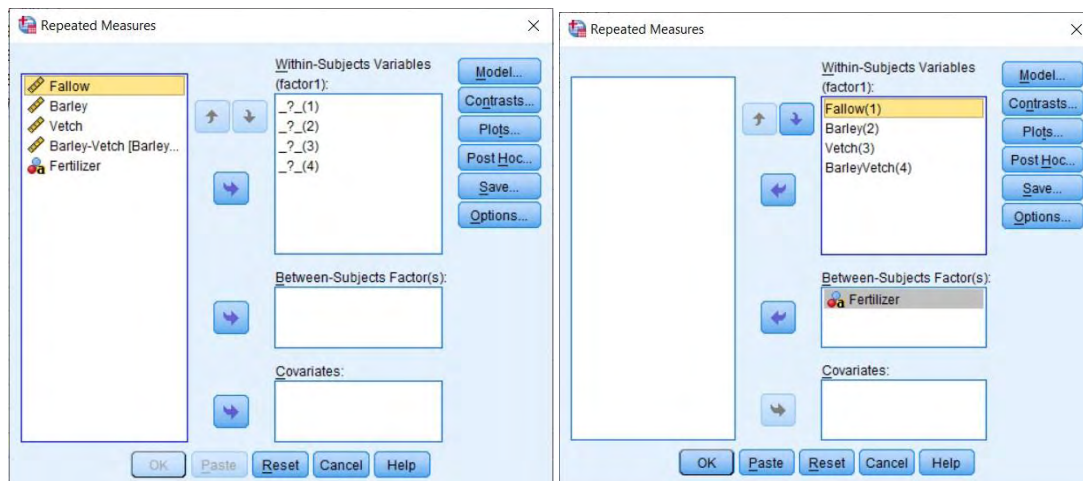 Repeated Measures
Fallow
Barley
Vetch
Barley-Vetch [Barley...
Fertilizer
Within-Subjects Variables
(factor1):
_?_(1)
_?_(2)
_?_(3)
_?_(4)
Between-Subjects Factor(s):
Covariates:
Model...
Contrasts...
Plots...
Post Hoc...
Save...
Options...
OK
Paste
Reset
Cancel
Help
Repeated Measures
Within-Subjects Variables
(factor1):
Fallow(1)
Barley(2)
Vetch(3)
BarleyVetch(4)
Between-Subjects Factor(s):
Fertilizer
Covariates:
Model...
Contrasts...
Plots...
Post Hoc...
Save...
Options...
OK
Paste
Reset
Cancel
Help